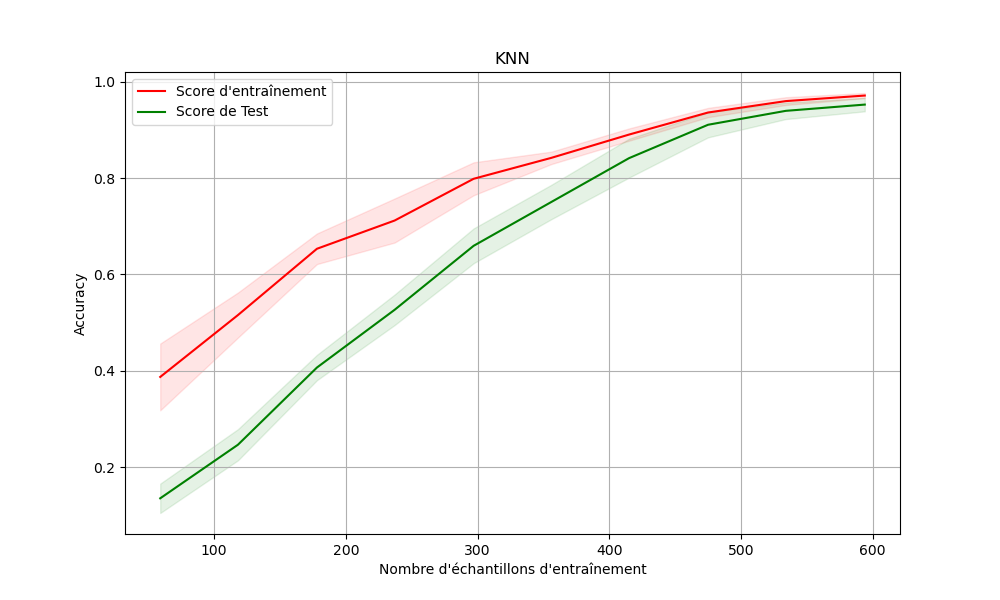 KNN
Score d'entraînement
Score de Test
Accuracy
1.0
0.8
0.6
0.4
0.2
100 200 300 400 500 600
Nombre d'échantillons d'entraînement